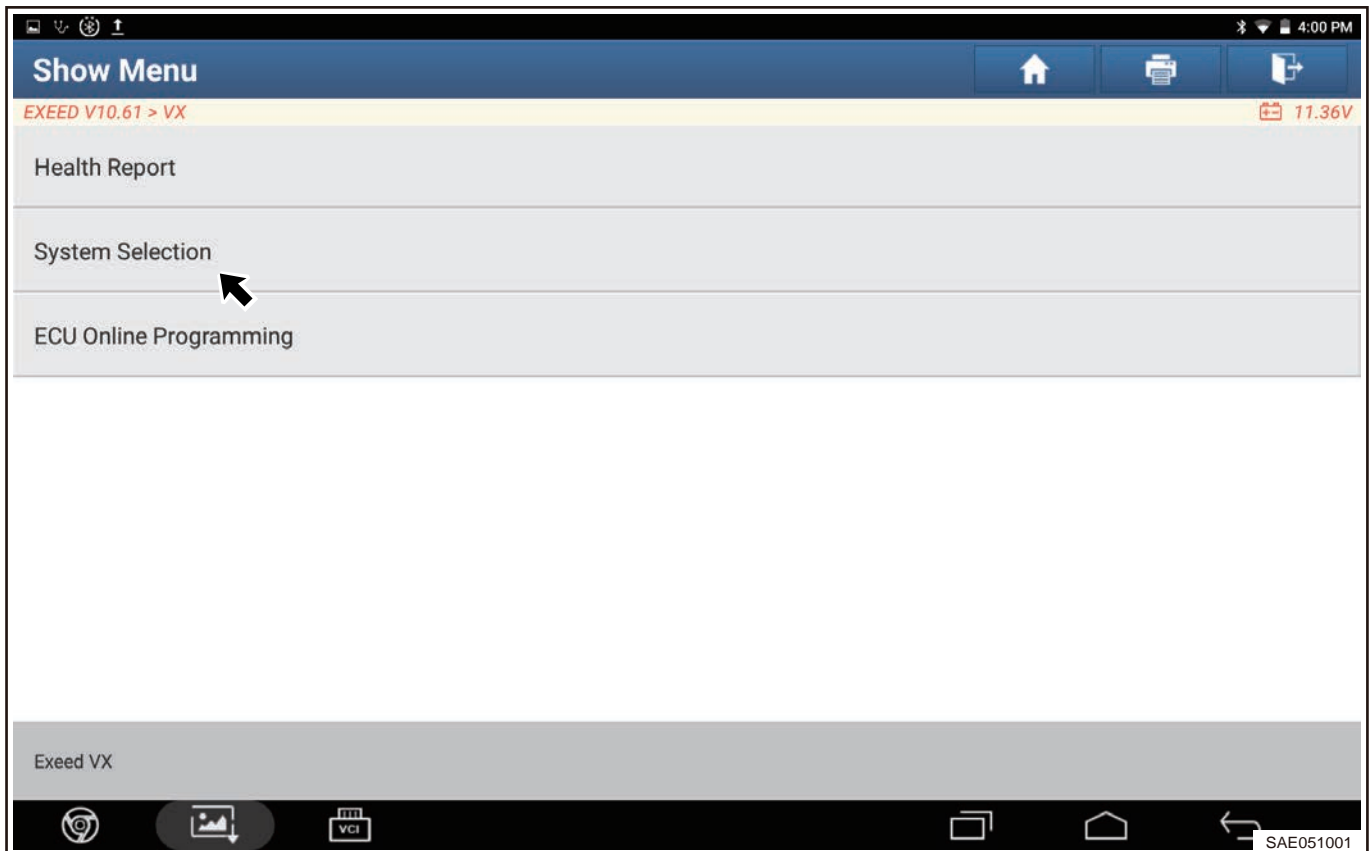 4:00 PM
Show Menu
EXEED V10.61 > VX
11.36V
Health Report
System Selection
ECU Online Programming
Exeed VX
VCI
SAE051001